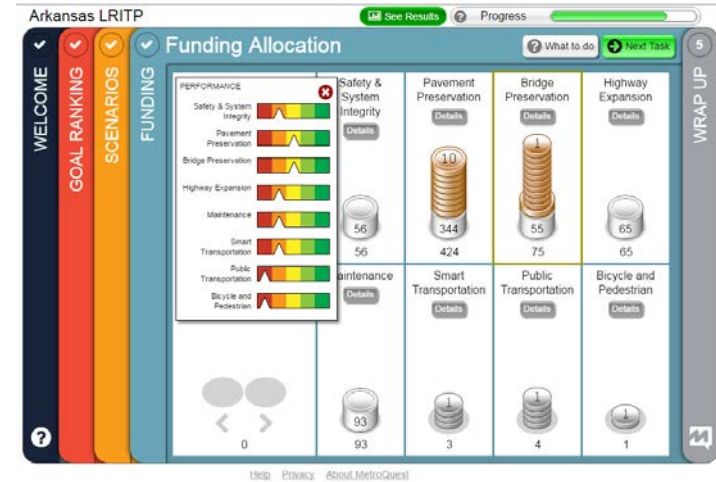 Arkansas LRITP
See Results
Progress
WELCOME
GOAL RANKING
SCENARIOS
FUNDING
Funding Allocation
What to do
Next Task
5
WRAP UP
PERFORMANCE
Safety & System
Integrity
Pavement
Preservation
Bridge Preservation
Highway Expansion
Maintenance
Smart
Transportation
Public
Transportation
Bicycle and
Pedestrian
0
Safety &
System
Integrity
Details
56
56
Pavement
Preservation
Details
10
344
424
Bridge
Preservation
Details
1
55
75
Highway
Expansion
Details
65
65
aintenance
Details
93
93
Smart
Transportation
Details
1
3
Public
Transportation
Details
1
4
Bicycle and
Pedestrian
Details
1
1
Help Privacy About MetroQuest